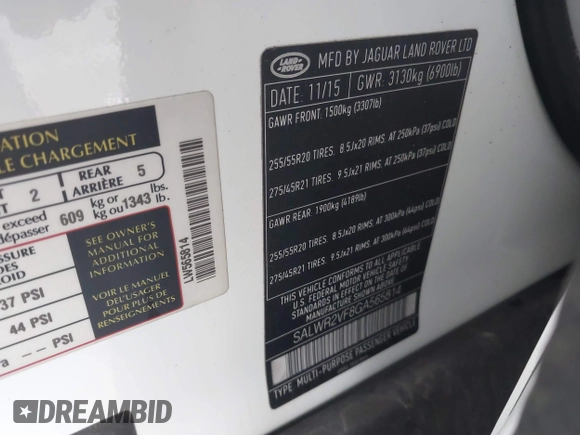 ATION
LE CHARGEMENT
T 2 REAR 5
T ARRIÈRE
exceed 609 kg or 1343 lbs.
dépasser kg ou lb.
SSURE
DES
OID
SEE OWNER'S
MANUAL FOR
ADDITIONAL
INFORMATION
37 PSI
44 PSI
a -- PSI
VOIR LE MANUEL
DE L'USAGER
POUR PLUS DE
RENSEIGNEMENTS
LW565814
LAND
ROVER
MFD BY JAGUAR LAND ROVER LTD
DATE: 11/15 GWR: 3130kg (6900lb)
GAWR FRONT: 1500kg (3307lb)
255/55R20 TIRES. 8.5Jx20 RIMS. AT 250kPa (37psi) COLD
275/45R21 TIRES. 9.5Jx21 RIMS. AT 250kPa (37psi) COLD
GAWR REAR: 1900kg (4189lb)
255/55R20 TIRES. 8.5Jx20 RIMS. AT 300kPa (44psi) COLD
275/45R21 TIRES. 9.5Jx21 RIMS. AT 300kPa (44psi) COLD
THIS VEHICLE CONFORMS TO ALL APPLICABLE
U.S. FEDERAL MOTOR VEHICLE SAFETY
STANDARDS IN EFFECT ON THE DATE OF
MANUFACTURE SHOWN ABOVE.
SALWR2VF8GA565814
TYPE: MULTI-PURPOSE PASSENGER VEHICLE
DREAMBID